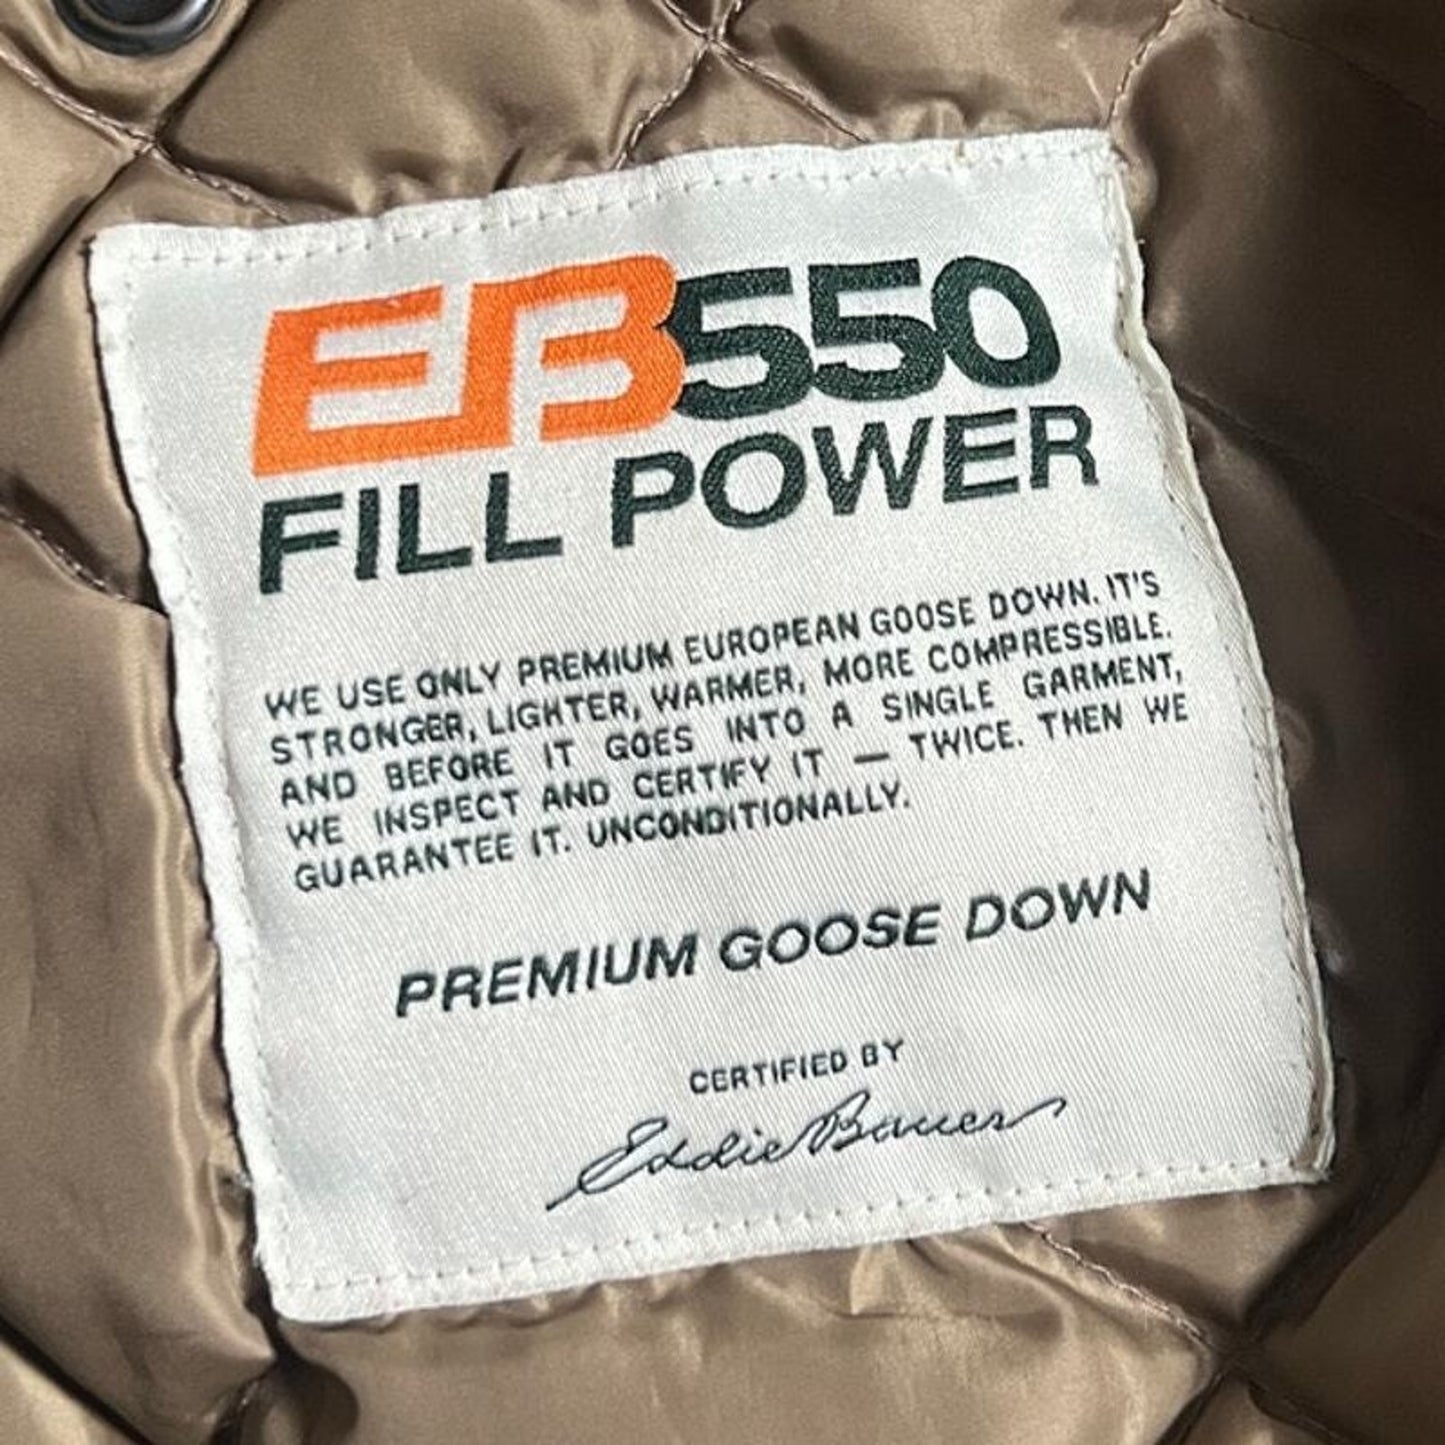 EB550
FILL POWER
WE USE ONLY PREMIUM EUROPEAN GOOSE DOWN. IT'S
STRONGER, LIGHTER, WARMER, MORE COMPRESSIBLE.
AND BEFORE IT GOES INTO A SINGLE GARMENT,
WE INSPECT AND CERTIFY IT — TWICE. THEN WE
GUARANTEE IT. UNCONDITIONALLY.
PREMIUM GOOSE DOWN
CERTIFIED BY
Eddie Bauer